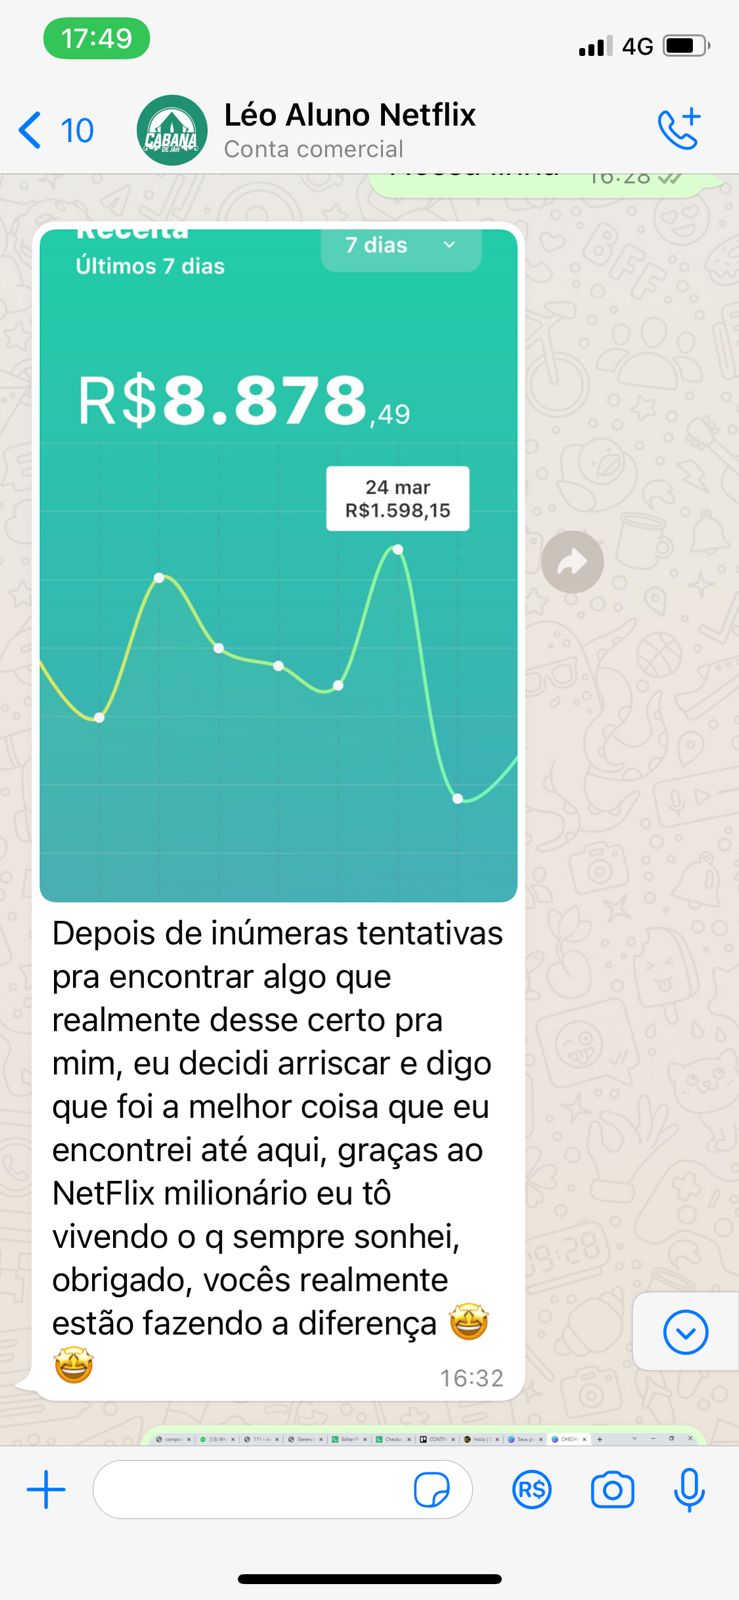 17:49
4G
10
Léo Aluno Netflix
Conta comercial
CABANA
DE JAH
16:28
Receita
7 dias
Últimos 7 dias
R$8.878,49
24 mar
R$1.598,15
Depois de inúmeras tentativas
pra encontrar algo que
realmente desse certo pra
mim, eu decidi arriscar e digo
que foi a melhor coisa que eu
encontrei até aqui, graças ao
NetFlix milionário eu tô
vivendo o q sempre sonhei,
obrigado, vocês realmente
estão fazendo a diferença 🤩
🤩
16:32
R$